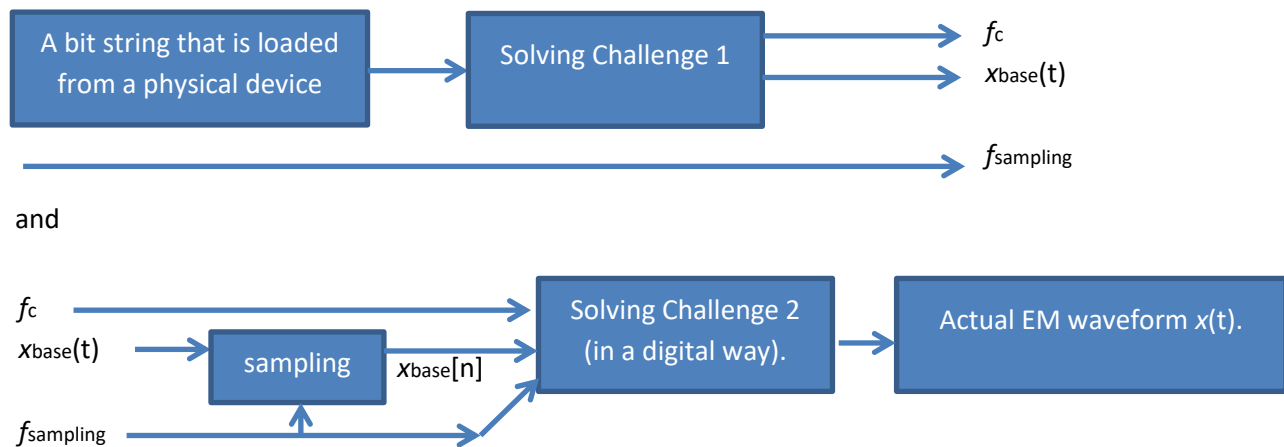 A bit string that is loaded
from a physical device
Solving Challenge 1
fc
xbase(t)
fsampling
and
fc
xbase(t)
sampling
xbase[n]
fsampling
Solving Challenge 2
(in a digital way).
Actual EM waveform x(t).